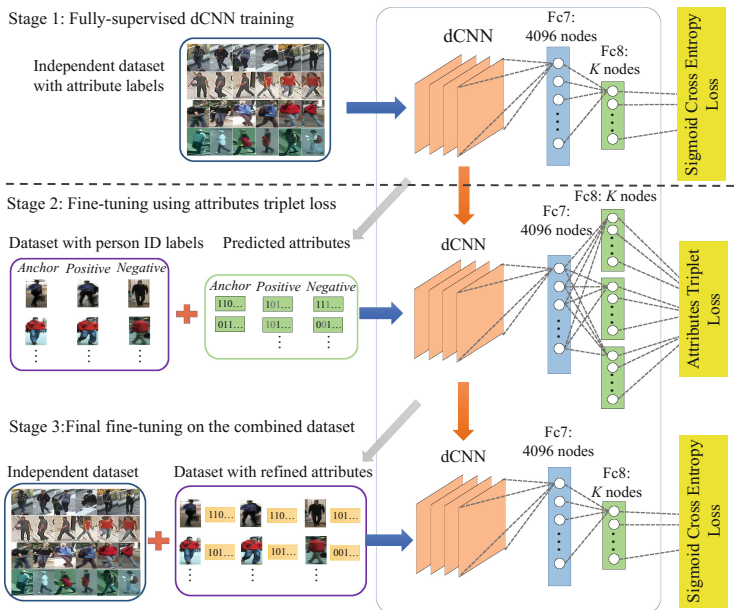 Stage 1: Fully-supervised dCNN training
Independent dataset
with attribute labels
dCNN
Fc7:
4096 nodes
Fc8:
K nodes
Sigmoid Cross Entropy
Loss
Stage 2: Fine-tuning using attributes triplet loss
Dataset with person ID labels
Anchor Positive Negative
Predicted attributes
Anchor Positive Negative
110... 101... 111...
011... 101... 001...
dCNN
Fc7:
4096 nodes
Fc8: K nodes
Attributes Triplet
Loss
Stage 3:Final fine-tuning on the combined dataset
Independent dataset
Dataset with refined attributes
110... 110... 101...
101... 101... 001...
dCNN
Fc7:
4096 nodes
Fc8:
K nodes
Sigmoid Cross Entropy
Loss